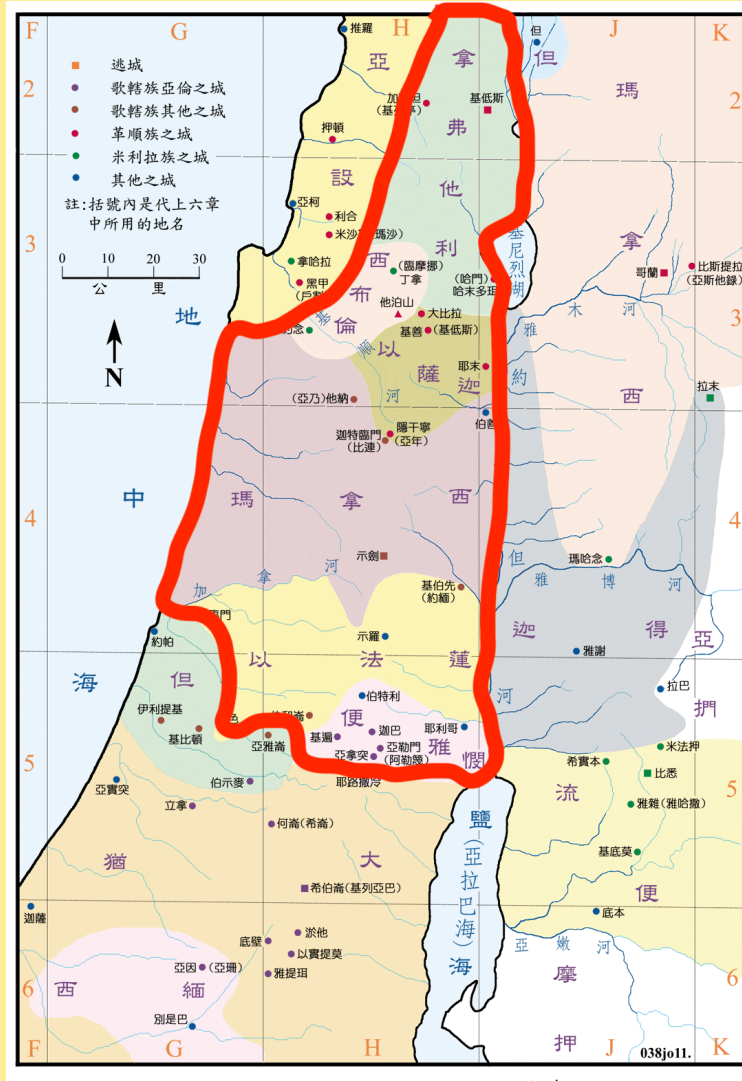 F
G
H
J
K
推羅
但
逃城
歌轄族亞倫之城
歌轄族其他之城
革順族之城
米利拉族之城
其他之城
註:括號內是代上六章
中所用的地名
0 10 20 30
公里
N
2
3
4
5
6
2
3
4
5
6
亞
設
拿
弗
他
利
但
瑪
拿
西
基低斯
押頓
亞柯
利合
拿哈拉
黑甲
西
布
倫
(臨摩挪)
丁拿
(哈門)
哈末多珥
基尼烈湖
哥蘭
比斯提拉
(亞斯他錄)
他泊山
大比拉
基善
(基低斯)
基順河
以
薩
迦
耶末
雅木河
約但河
拉末
(亞乃)他納
隱干寧
(亞年)
迦特臨門
(比連)
地
中
海
瑪
拿
西
示劍
加拿河
基伯先
(約緬)
瑪哈念
雅博河
迦
得
亞
捫
約帕
以
法
蓮
示羅
雅謝
拉巴
但
伊利提基
基比頓
亞雅崙
伯特利
便
雅
憫
基遍
迦巴
亞勒門
(阿勒篾)
亞拿突
耶利哥
耶路撒冷
米法押
希實本
比悉
雅雜(雅哈撒)
基底莫
流
便
底本
亞嫩河
伯示麥
亞實突
立拿
何崙(希崙)
猶
大
鹽
(亞拉巴海)
海
希伯崙(基列亞巴)
迦薩
淤他
底璧
以實提莫
雅提珥
亞因(亞珊)
西
緬
別是巴
摩
押
F
G
H
J
K
038jo11.